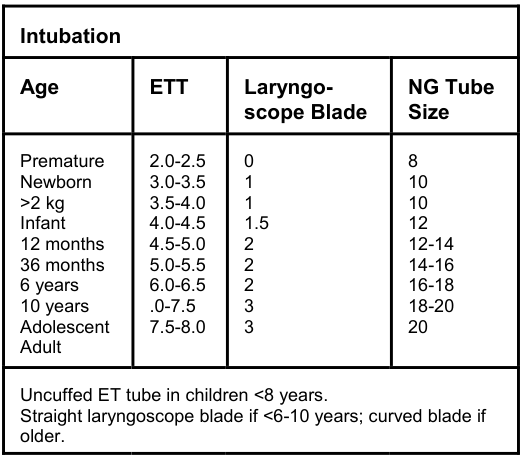 Intubation
Age ETT Laryngo- NG Tube
scope Blade Size
Premature 2.0-2.5 0 8
Newborn 3.0-3.5 1 10
>2 kg 3.5-4.0 1 10
Infant 4.0-4.5 1.5 12
12 months 4.5-5.0 2 12-14
36 months 5.0-5.5 2 14-16
6 years 6.0-6.5 2 16-18
10 years .0-7.5 3 18-20
Adolescent 7.5-8.0 3 20
Adult
Uncuffed ET tube in children <8 years.
Straight laryngoscope blade if <6-10 years; curved blade if
older.